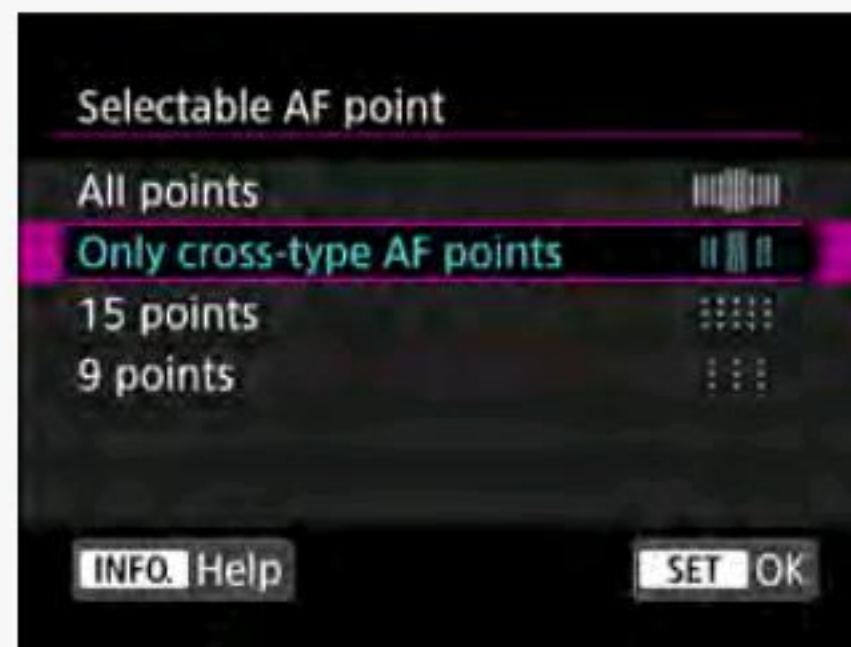 Selectable AF point
All points
Only cross-type AF points
15 points
9 points
INFO. Help
SET OK